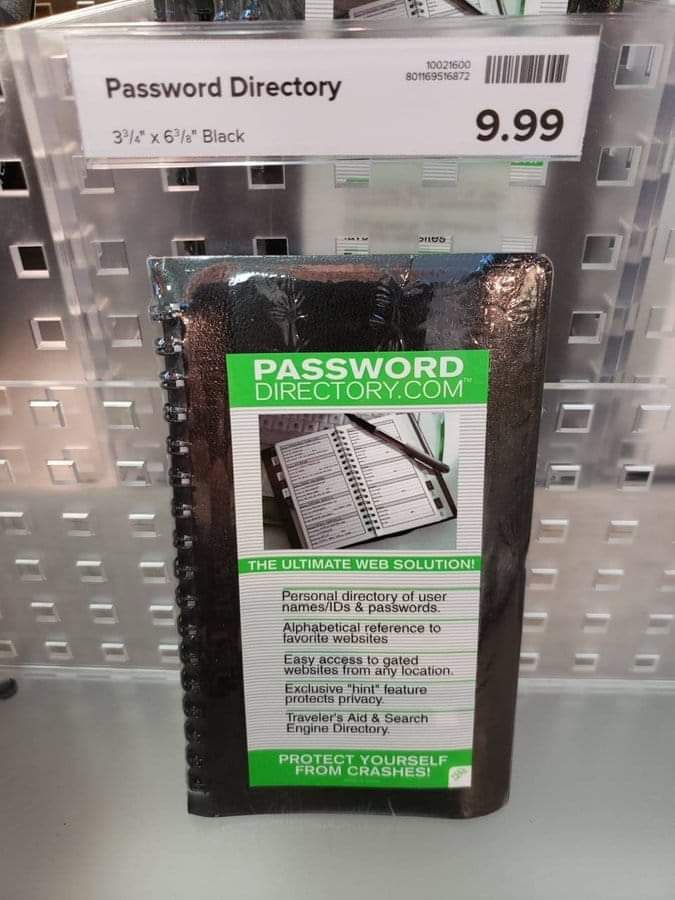 Password Directory
10021600
801169516872
3³/₄" x 6³/₈" Black
9.99
PASSWORD
DIRECTORY.COM™
THE ULTIMATE WEB SOLUTION!
Personal directory of user
names/IDs & passwords.
Alphabetical reference to
favorite websites
Easy access to gated
websites from any location.
Exclusive "hint" feature
protects privacy.
Traveler's Aid & Search
Engine Directory.
PROTECT YOURSELF
FROM CRASHES!